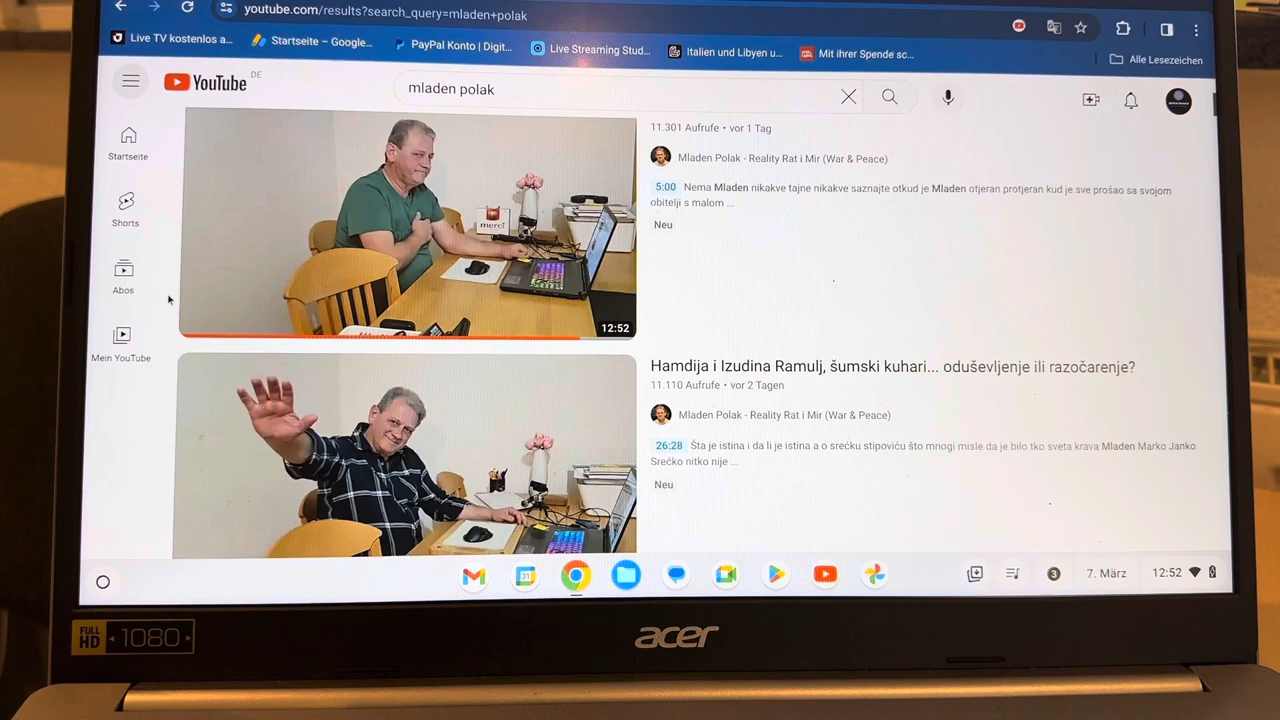 youtube.com/results?search_query=mladen+polak
Live TV kostenlos a...
Startseite – Google...
PayPal Konto | Digit...
Live Streaming Stud...
Italien und Libyen u...
Mit ihrer Spende sc...
Alle Lesezeichen
YouTube DE
mladen polak
Startseite
Shorts
Abos
Mein YouTube
merci
12:52
11.301 Aufrufe • vor 1 Tag
Mladen Polak - Reality Rat i Mir (War & Peace)
5:00 Nema Mladen nikakve tajne nikakve saznajte otkud je Mladen otjeran protjeran kud je sve prošao sa svojom
obitelji s malom ...
Neu
Hamdija i Izudina Ramulj, šumski kuhari... oduševljenje ili razočarenje?
11.110 Aufrufe • vor 2 Tagen
Mladen Polak - Reality Rat i Mir (War & Peace)
26:28 Šta je istina i da li je istina a o srećku stipoviću što mnogi misle da je bilo tko sveta krava Mladen Marko Janko
Srećko nitko nije ...
Neu
31
3
7. März
12:52
FULL HD 1080
acer